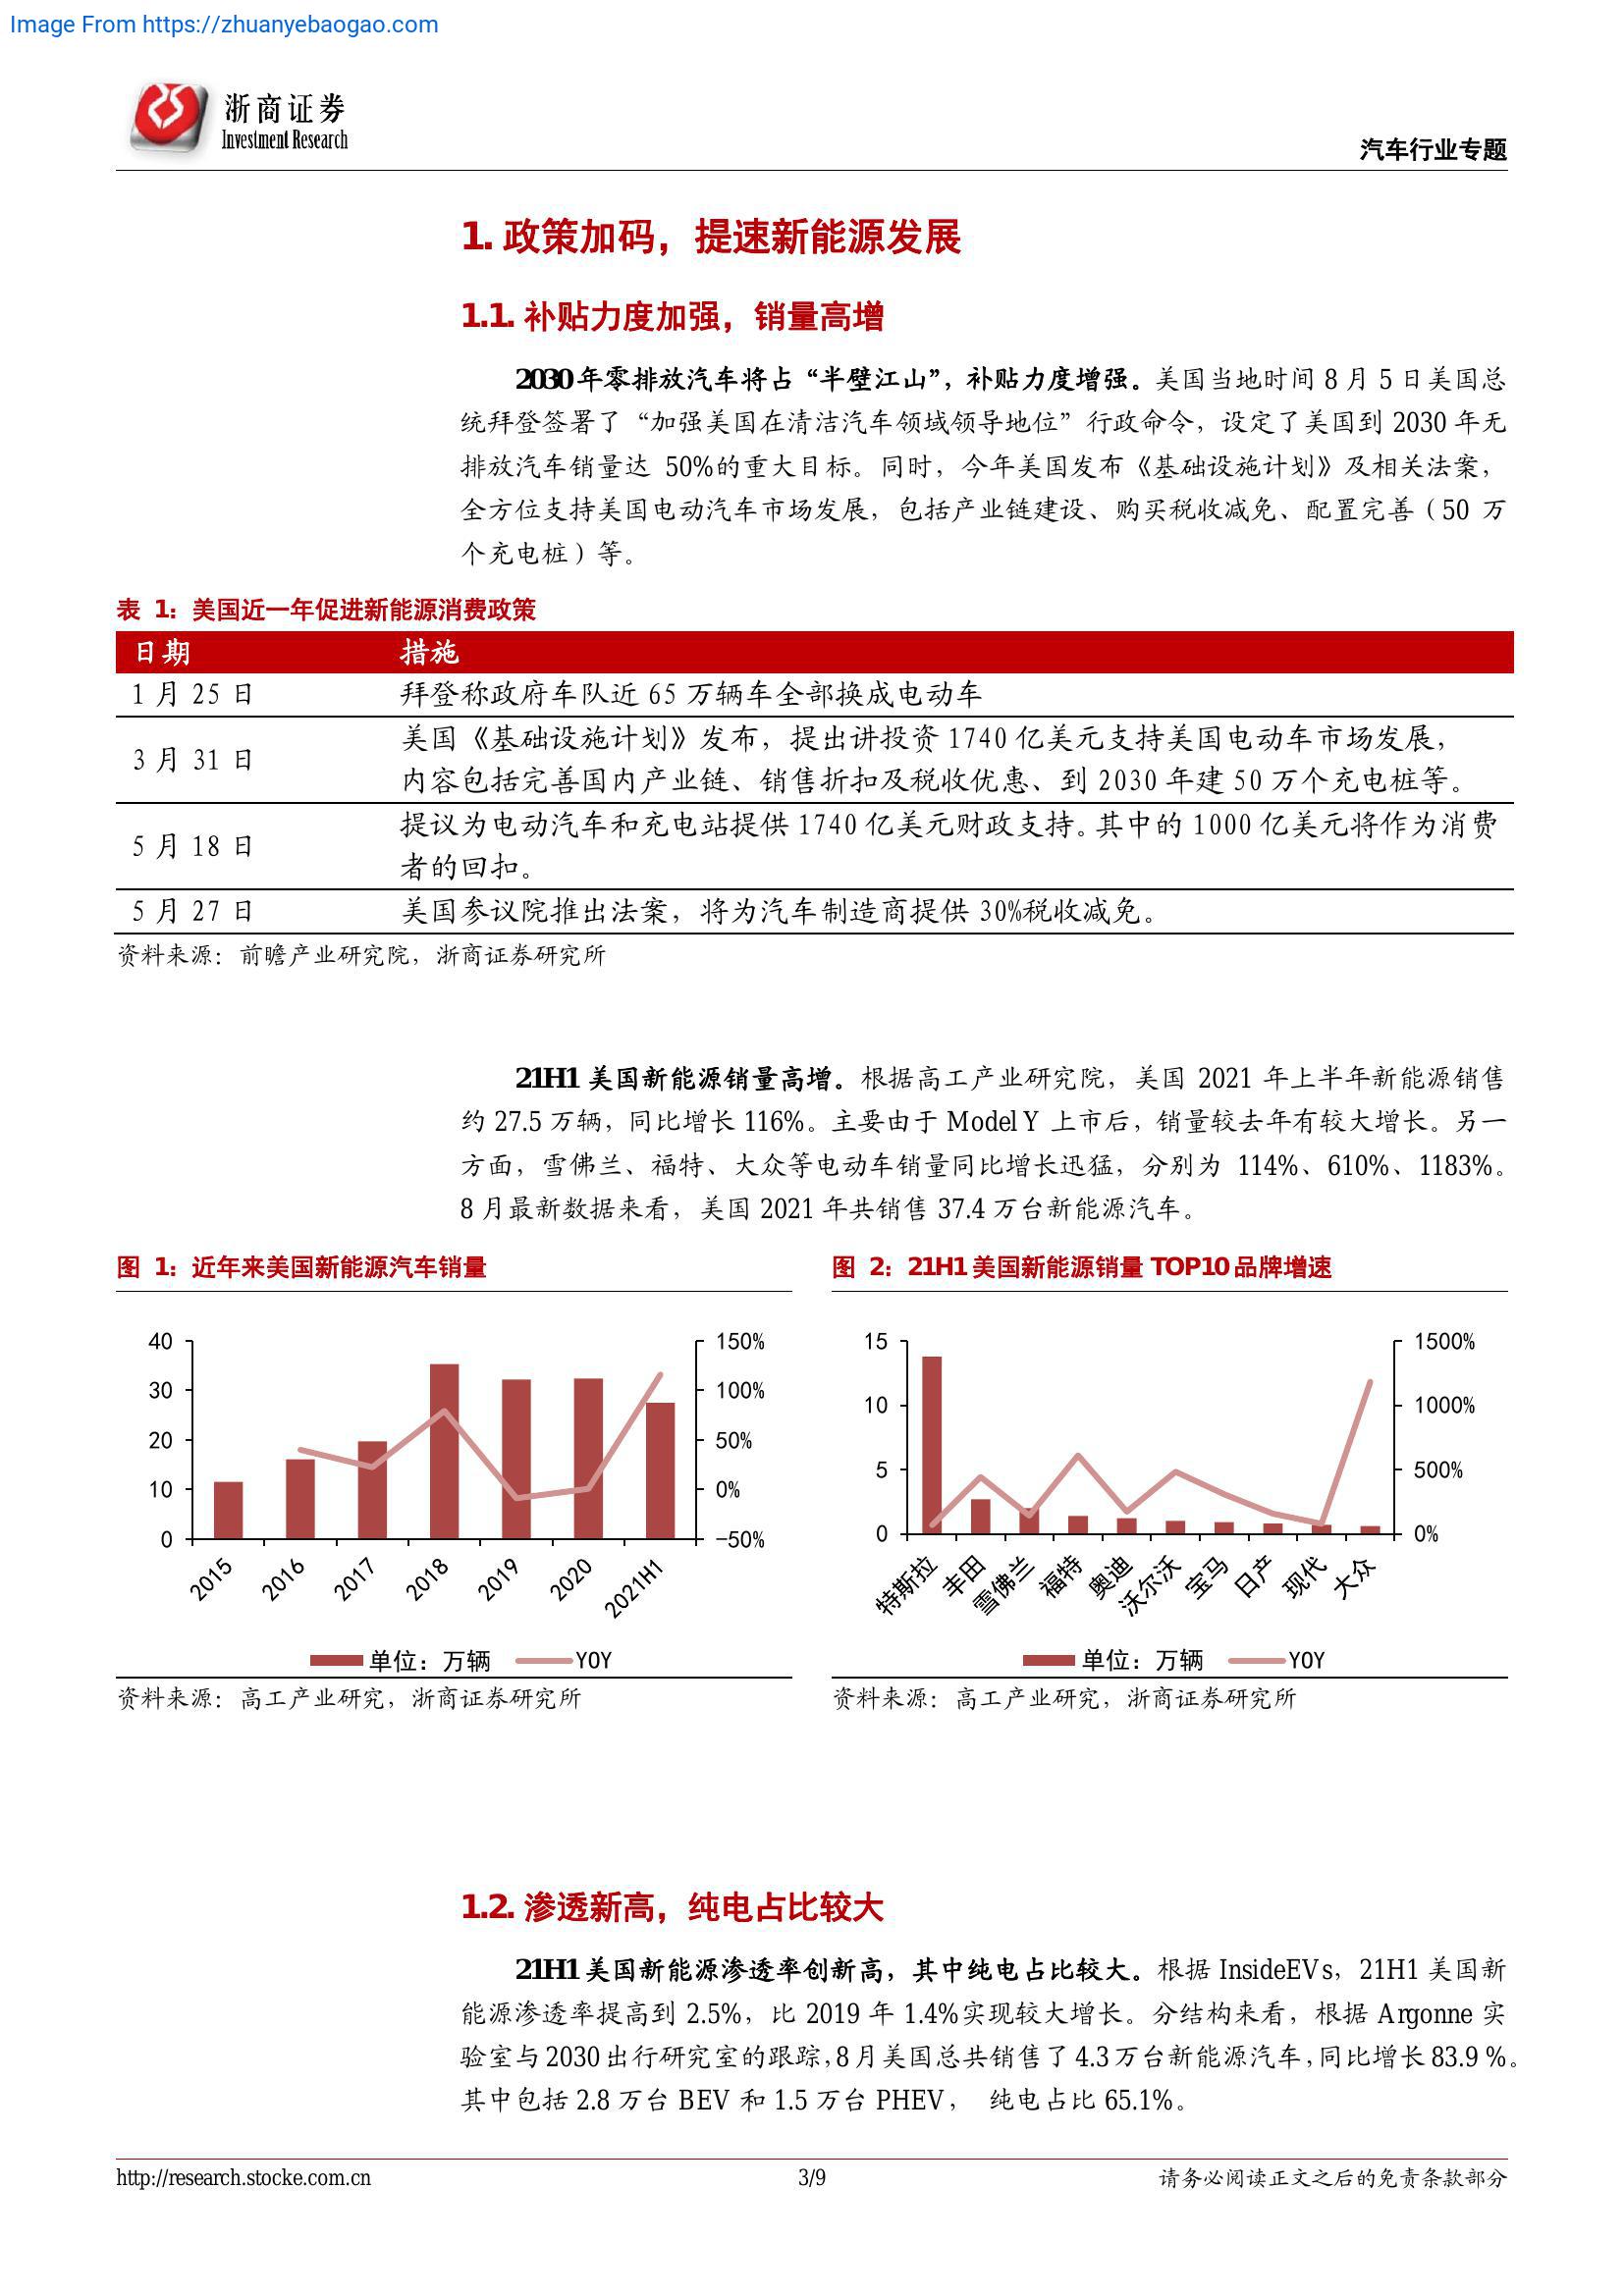 Image From https://zhuanyebaogao.com
浙商证券
Investment Research
汽车行业专题
1. 政策加码，提速新能源发展
1.1. 补贴力度加强，销量高增
2030 年零排放汽车将占“半壁江山”，补贴力度增强。美国当地时间 8 月 5 日美国总
统拜登签署了“加强美国在清洁汽车领域领导地位”行政命令，设定了美国到 2030 年无
排放汽车销量达 50%的重大目标。同时，今年美国发布《基础设施计划》及相关法案，
全方位支持美国电动汽车市场发展，包括产业链建设、购买税收减免、配置完善（50 万
个充电桩）等。
表 1：美国近一年促进新能源消费政策
日期 措施
1 月 25 日 拜登称政府车队近 65 万辆车全部换成电动车
3 月 31 日 美国《基础设施计划》发布，提出讲投资 1740 亿美元支持美国电动车市场发展，
内容包括完善国内产业链、销售折扣及税收优惠、到 2030 年建 50 万个充电桩等。
5 月 18 日 提议为电动汽车和充电站提供 1740 亿美元财政支持。其中的 1000 亿美元将作为消费
者的回扣。
5 月 27 日 美国参议院推出法案，将为汽车制造商提供 30%税收减免。
资料来源：前瞻产业研究院，浙商证券研究所
21H1 美国新能源销量高增。根据高工产业研究院，美国 2021 年上半年新能源销售
约 27.5 万辆，同比增长 116%。主要由于 Model Y 上市后，销量较去年有较大增长。另一
方面，雪佛兰、福特、大众等电动车销量同比增长迅猛，分别为 114%、610%、1183%。
8 月最新数据来看，美国 2021 年共销售 37.4 万台新能源汽车。
图 1：近年来美国新能源汽车销量
40
30
20
10
0
150%
100%
50%
0%
-50%
2015 2016 2017 2018 2019 2020 2021H1
单位：万辆 YOY
资料来源：高工产业研究，浙商证券研究所
图 2：21H1 美国新能源销量 TOP10 品牌增速
15
10
5
0
1500%
1000%
500%
0%
特斯拉 丰田 雪佛兰 福特 奥迪 沃尔沃 宝马 日产 现代 大众
单位：万辆 YOY
资料来源：高工产业研究，浙商证券研究所
1.2. 渗透新高，纯电占比较大
21H1 美国新能源渗透率创新高，其中纯电占比较大。根据 InsideEVs，21H1 美国新
能源渗透率提高到 2.5%，比 2019 年 1.4%实现较大增长。分结构来看，根据 Argonne 实
验室与 2030 出行研究室的跟踪，8 月美国总共销售了 4.3 万台新能源汽车，同比增长 83.9 %。
其中包括 2.8 万台 BEV 和 1.5 万台 PHEV， 纯电占比 65.1%。
http://research.stocke.com.cn 3/9 请务必阅读正文之后的免责条款部分